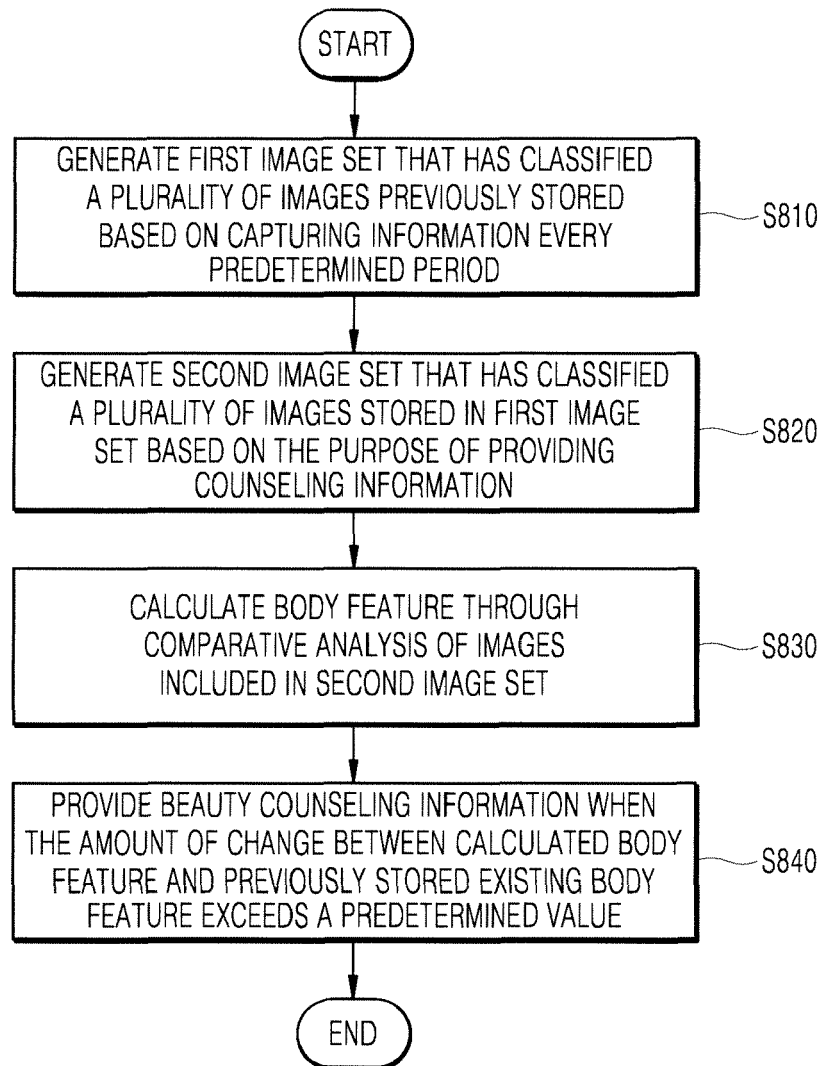 START
GENERATE FIRST IMAGE SET THAT HAS CLASSIFIED
A PLURALITY OF IMAGES PREVIOUSLY STORED
BASED ON CAPTURING INFORMATION EVERY
PREDETERMINED PERIOD
S810
GENERATE SECOND IMAGE SET THAT HAS CLASSIFIED
A PLURALITY OF IMAGES STORED IN FIRST IMAGE
SET BASED ON THE PURPOSE OF PROVIDING
COUNSELING INFORMATION
S820
CALCULATE BODY FEATURE THROUGH
COMPARATIVE ANALYSIS OF IMAGES
INCLUDED IN SECOND IMAGE SET
S830
PROVIDE BEAUTY COUNSELING INFORMATION WHEN
THE AMOUNT OF CHANGE BETWEEN CALCULATED BODY
FEATURE AND PREVIOUSLY STORED EXISTING BODY
FEATURE EXCEEDS A PREDETERMINED VALUE
S840
END